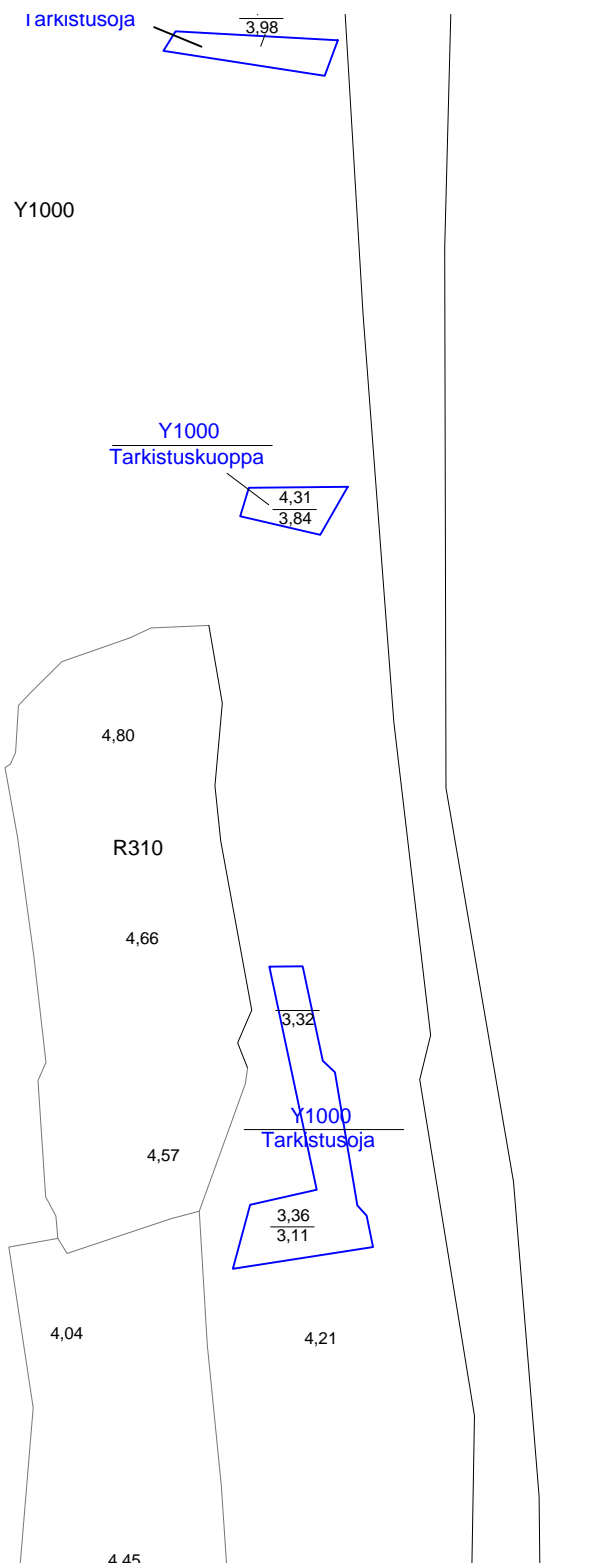 Tarkistusoja
3,98
Y1000
Y1000
Tarkistuskuoppa
4,31
3,84
4,80
R310
4,66
3,32
Y1000
Tarkistusoja
4,57
3,36
3,11
4,04
4,21
4,45